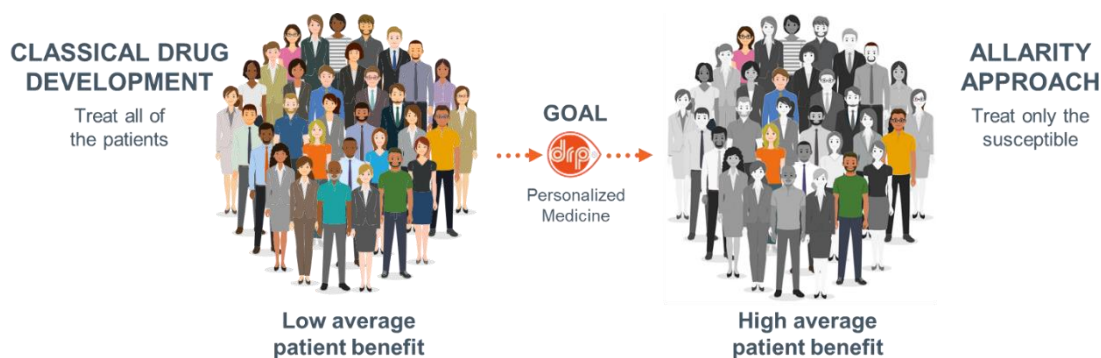 CLASSICAL DRUG
DEVELOPMENT
Treat all of
the patients
Low average
patient benefit
GOAL
drp
Personalized
Medicine
ALLARITY
APPROACH
Treat only the
susceptible
High average
patient benefit